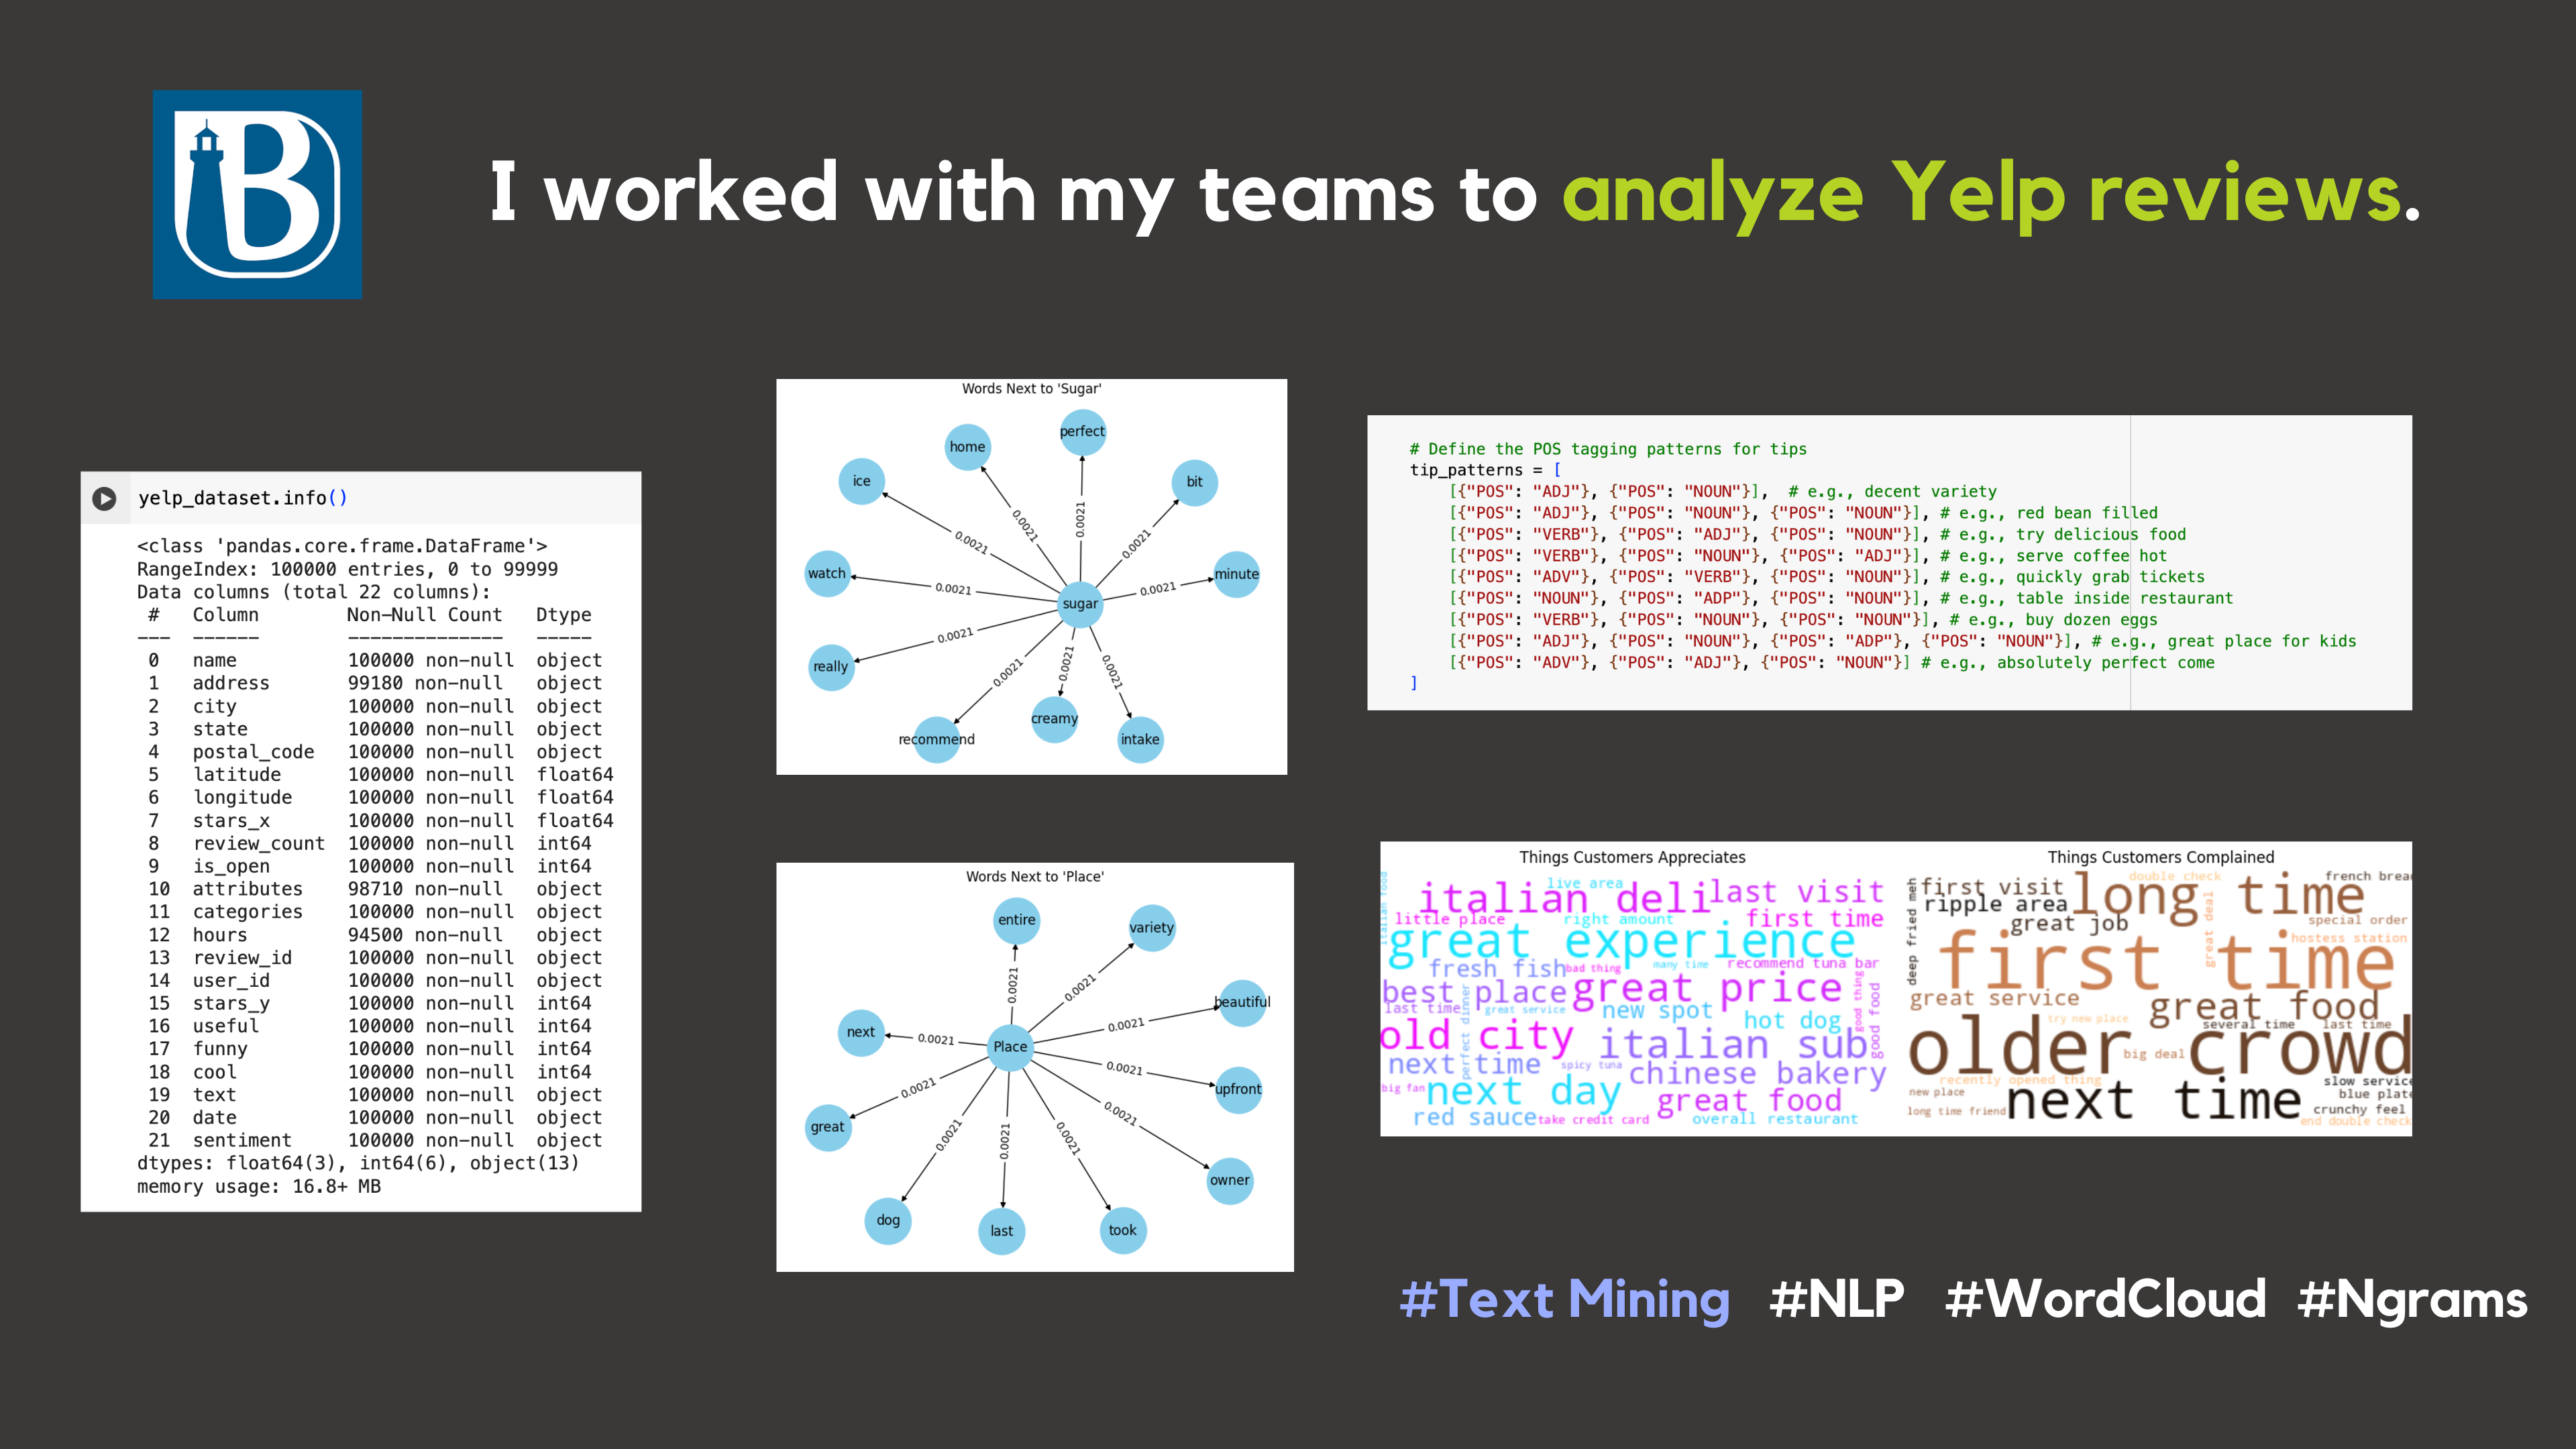 B
I worked with my teams to analyze Yelp reviews.
yelp_dataset.info()
<class 'pandas.core.frame.DataFrame'>
RangeIndex: 100000 entries, 0 to 99999
Data columns (total 22 columns):
# Column Non-Null Count Dtype
--- ------ -------------- -----
0 name 100000 non-null object
1 address 99180 non-null object
2 city 100000 non-null object
3 state 100000 non-null object
4 postal_code 100000 non-null object
5 latitude 100000 non-null float64
6 longitude 100000 non-null float64
7 stars_x 100000 non-null float64
8 review_count 100000 non-null int64
9 is_open 100000 non-null int64
10 attributes 98710 non-null object
11 categories 100000 non-null object
12 hours 94500 non-null object
13 review_id 100000 non-null object
14 user_id 100000 non-null object
15 stars_y 100000 non-null int64
16 useful 100000 non-null int64
17 funny 100000 non-null int64
18 cool 100000 non-null int64
19 text 100000 non-null object
20 date 100000 non-null object
21 sentiment 100000 non-null object
dtypes: float64(3), int64(6), object(13)
memory usage: 16.8+ MB
Words Next to 'Sugar'
perfect
home
ice
bit
0.0021
0.0021
0.0021
0.0021
watch
minute
0.0021
0.0021
sugar
0.0021
really
0.0021
0.0021
0.0021
creamy
recommend
intake
Words Next to 'Place'
entire
variety
0.0021
0.0021
beautiful
0.0021
next
0.0021
Place
0.0021
upfront
0.0021
0.0021
great
0.0021
0.0021
0.0021
owner
dog
last
took
# Define the POS tagging patterns for tips
tip_patterns = [
[{"POS": "ADJ"}, {"POS": "NOUN"}], # e.g., decent variety
[{"POS": "ADJ"}, {"POS": "NOUN"}, {"POS": "NOUN"}], # e.g., red bean filled
[{"POS": "VERB"}, {"POS": "ADJ"}, {"POS": "NOUN"}], # e.g., try delicious food
[{"POS": "VERB"}, {"POS": "NOUN"}, {"POS": "ADJ"}], # e.g., serve coffee hot
[{"POS": "ADV"}, {"POS": "VERB"}, {"POS": "NOUN"}], # e.g., quickly grab tickets
[{"POS": "NOUN"}, {"POS": "ADP"}, {"POS": "NOUN"}], # e.g., table inside restaurant
[{"POS": "VERB"}, {"POS": "NOUN"}, {"POS": "NOUN"}], # e.g., buy dozen eggs
[{"POS": "ADJ"}, {"POS": "NOUN"}, {"POS": "ADP"}, {"POS": "NOUN"}], # e.g., great place for kids
[{"POS": "ADV"}, {"POS": "ADJ"}, {"POS": "NOUN"}] # e.g., absolutely perfect come
]
Things Customers Appreciates
italian food
live area
italian deli
last visit
little place
right amount
first time
great experience
fresh fish
bad thing
many time
recommend tuna bar
best place
great price
last time
great service
new spot
hot dog
good thing
good food
old city
italian sub
perfect dinner
next time
spicy tuna
chinese bakery
big fan
next day
great food
red sauce
take credit card
overall restaurant
Things Customers Complained
deep fried meh
first visit
long time
double check
french brea
ripple area
great job
special order
great deal
hostess station
first time
great service
great food
try new place
several time
last time
older crowd
big deal
recently opened thing
slow service
new place
blue plate
long time friend
next time
crunchy feel
end double check
#Text Mining #NLP #WordCloud #Ngrams